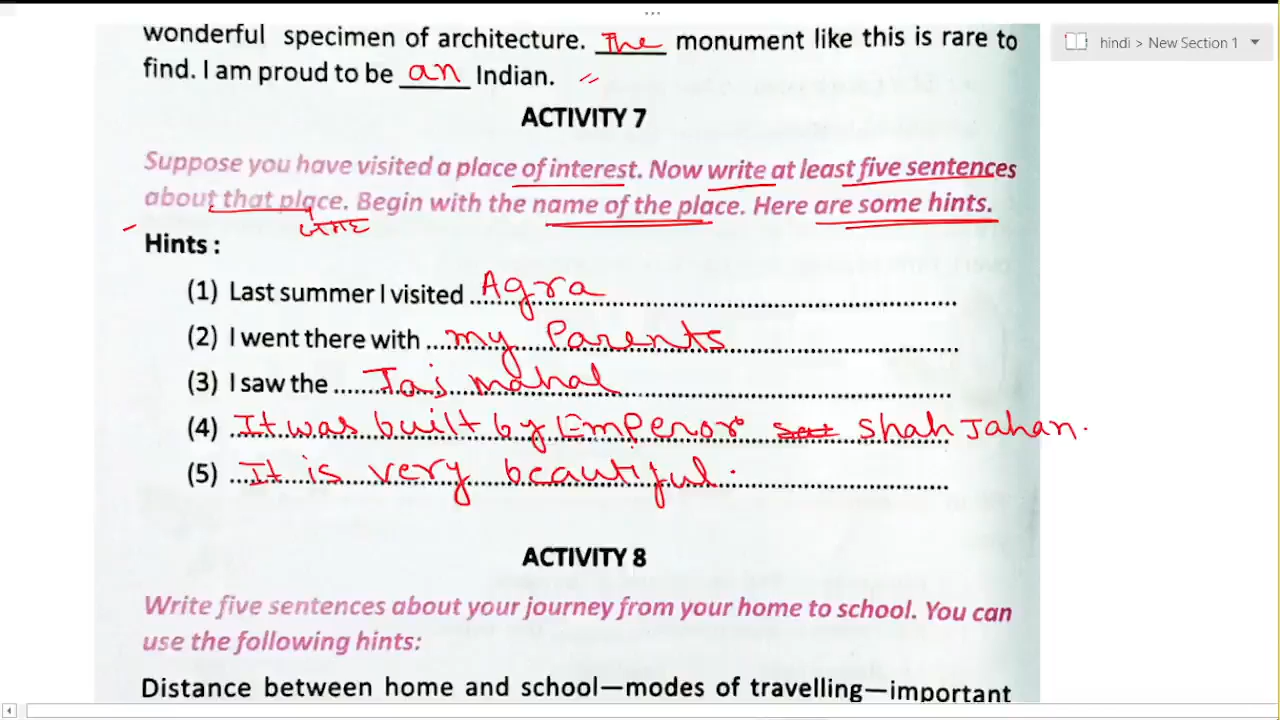 hindi > New Section 1
wonderful specimen of architecture. The monument like this is rare to
find. I am proud to be an Indian.
ACTIVITY 7
Suppose you have visited a place of interest. Now write at least five sentences
about that place. Begin with the name of the place. Here are some hints.
Hints :
(1) Last summer I visited Agra
(2) I went there with my Parents
(3) I saw the Taj mahal
(4) It was built by Emperor Shah Jahan.
(5) It is very beautiful.
ACTIVITY 8
Write five sentences about your journey from your home to school. You can
use the following hints:
Distance between home and school—modes of travelling—important